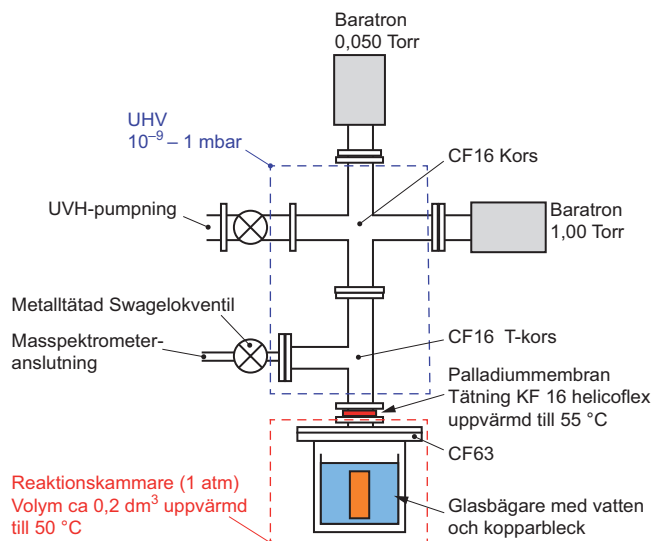 Baratron
0,050 Torr
UHV
10⁻⁹ – 1 mbar
CF16 Kors
UVH-pumpning
Baratron
1,00 Torr
Metalltätad Swagelokventil
Masspektrometer-
anslutning
CF16 T-kors
Palladiummembran
Tätning KF 16 helicoflex
uppvärmd till 55 °C
CF63
Reaktionskammare (1 atm)
Volym ca 0,2 dm³ uppvärmd
till 50 °C
Glasbägare med vatten
och kopparbleck